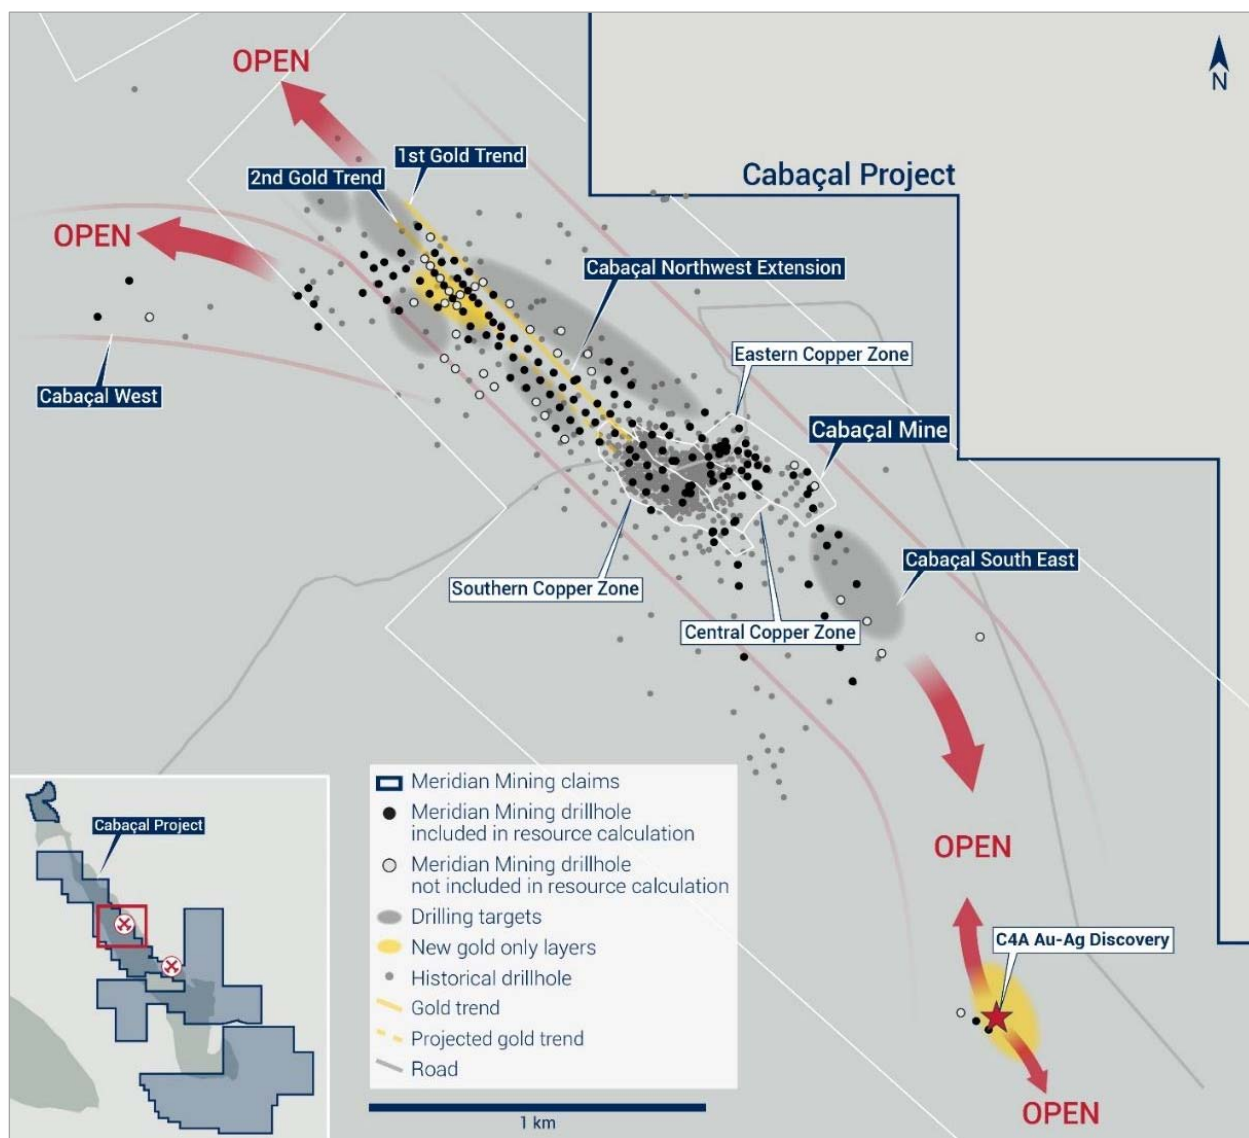 OPEN
N
1st Gold Trend
Cabaçal Project
2nd Gold Trend
OPEN
Cabaçal Northwest Extension
Eastern Copper Zone
Cabaçal West
Cabaçal Mine
Cabaçal South East
Southern Copper Zone
Central Copper Zone
Meridian Mining claims
Meridian Mining drillhole
included in resource calculation
Meridian Mining drillhole
not included in resource calculation
Drilling targets
New gold only layers
Historical drillhole
Gold trend
Projected gold trend
Road
1 km
Cabaçal Project
OPEN
C4A Au-Ag Discovery
OPEN